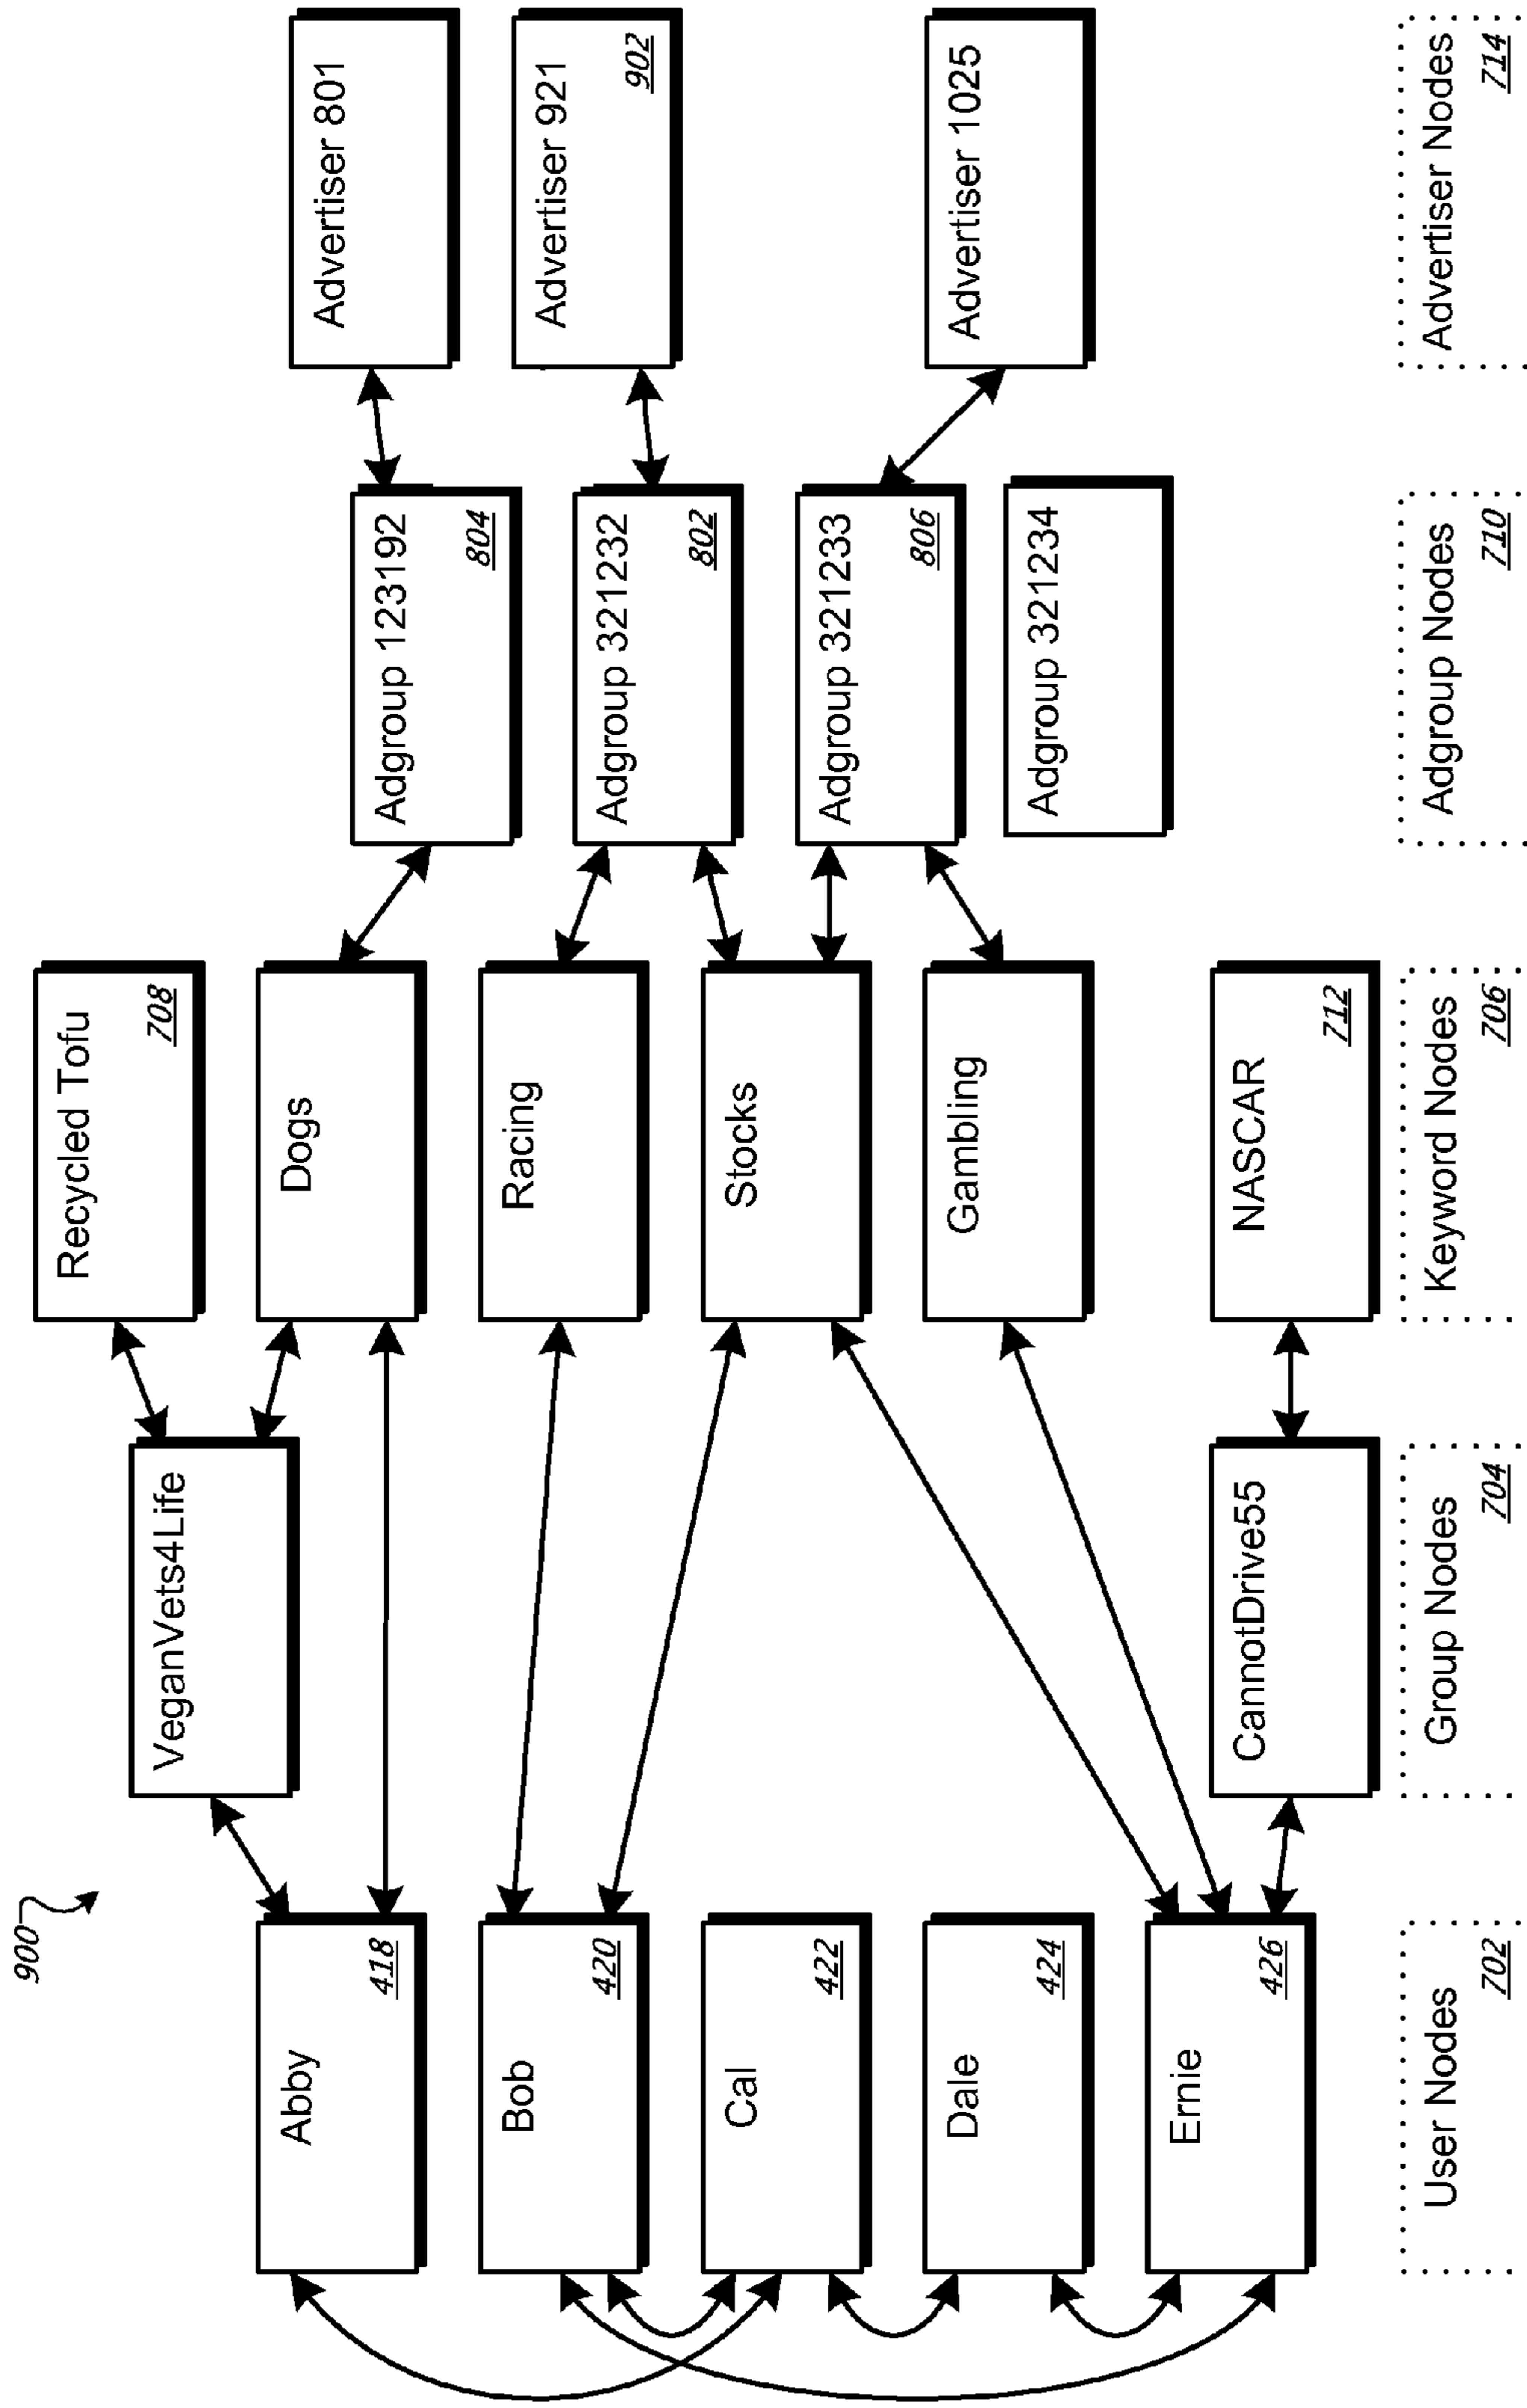 900
Abby
418
Bob
420
Cal
422
Dale
424
Ernie
426
User Nodes
702
VeganVets4Life
CannotDrive55
Group Nodes
704
Recycled Tofu
708
Dogs
Racing
Stocks
Gambling
NASCAR
712
Keyword Nodes
706
Adgroup 123192
804
Adgroup 321232
802
Adgroup 321233
806
Adgroup 321234
Adgroup Nodes
710
Advertiser 801
Advertiser 921
902
Advertiser 1025
Advertiser Nodes
714